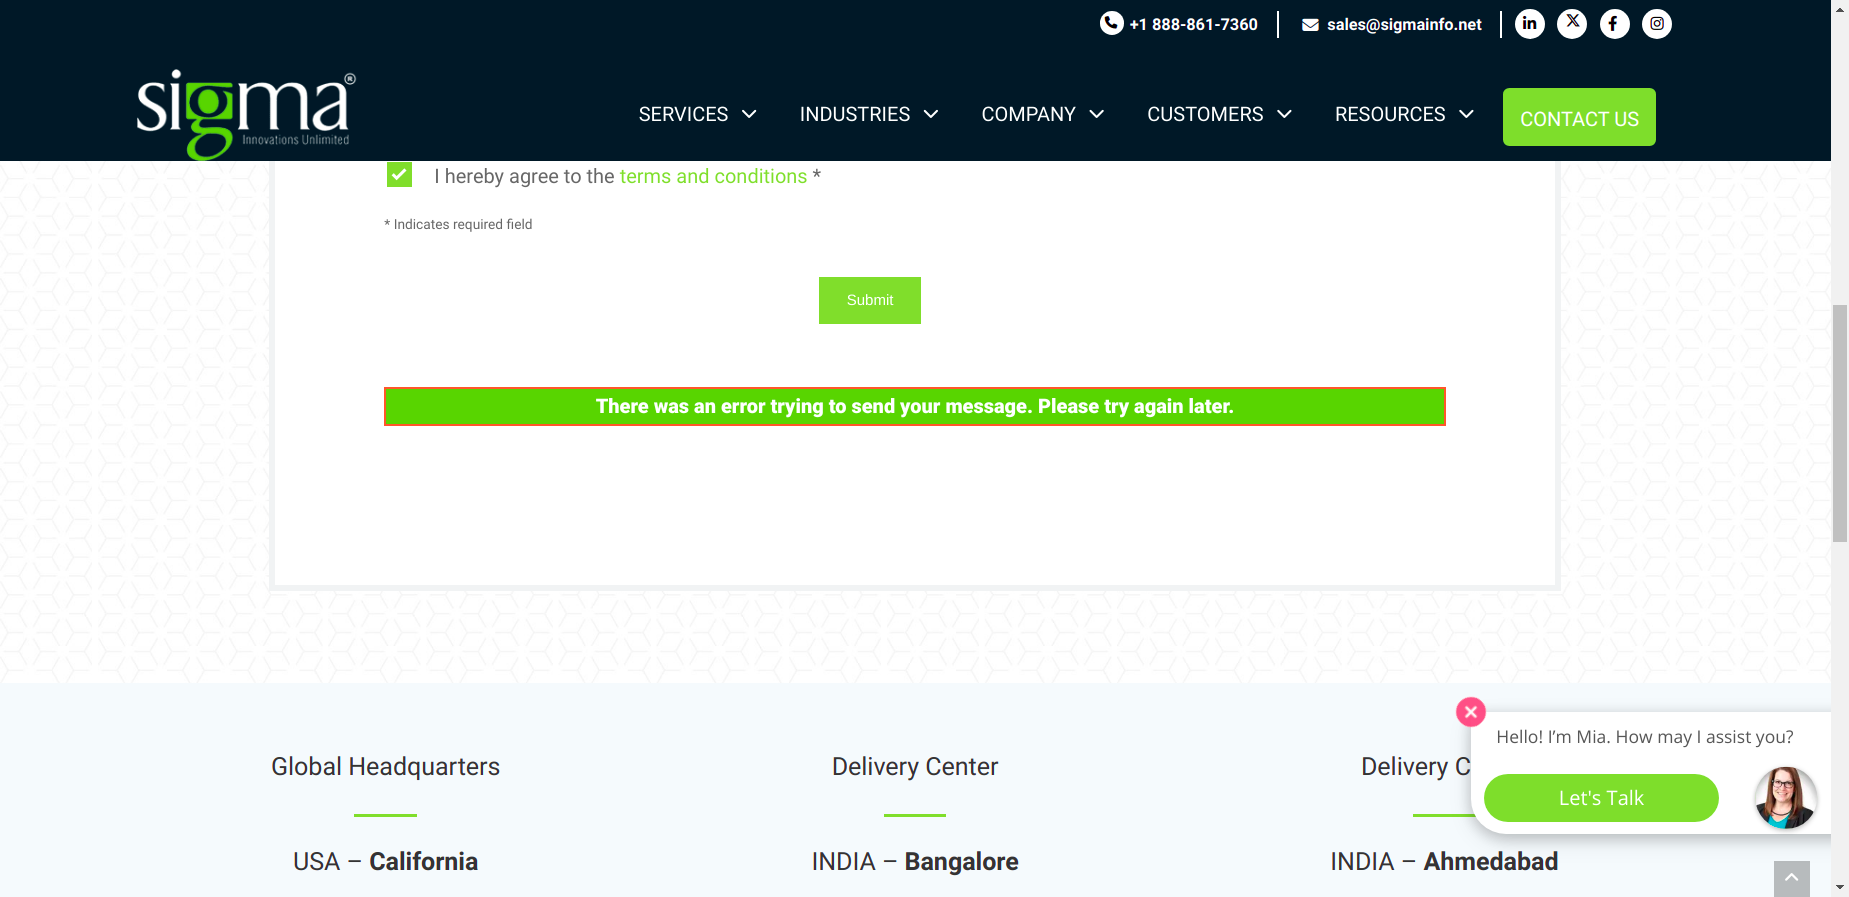 +1 888-861-7360
sales@sigmainfo.net
sigma®
Innovations Unlimited
SERVICES
INDUSTRIES
COMPANY
CUSTOMERS
RESOURCES
CONTACT US
I hereby agree to the terms and conditions *
* Indicates required field
Submit
There was an error trying to send your message. Please try again later.
Hello! I'm Mia. How may I assist you?
Let's Talk
Global Headquarters
USA – California
Delivery Center
INDIA – Bangalore
Delivery C
INDIA – Ahmedabad